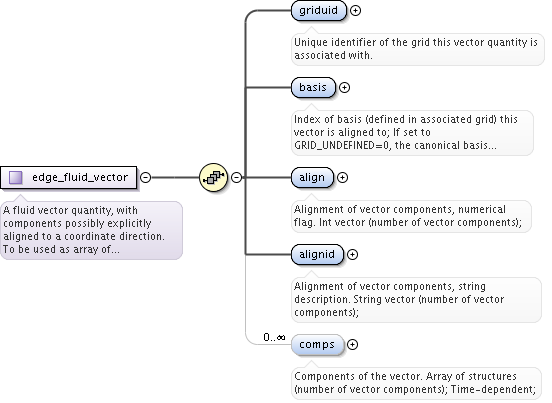 griduid
Unique identifier of the grid this vector quantity is
associated with.
basis
Index of basis (defined in associated grid) this
vector is aligned to; If set to
GRID_UNDEFINED=0, the canonical basis...
edge_fluid_vector
A fluid vector quantity, with
components possibly explicitly
aligned to a coordinate direction.
To be used as array of...
align
Alignment of vector components, numerical
flag. Int vector (number of vector components);
alignid
Alignment of vector components, string
description. String vector (number of vector
components);
0..∞
comps
Components of the vector. Array of structures
(number of vector components); Time-dependent;